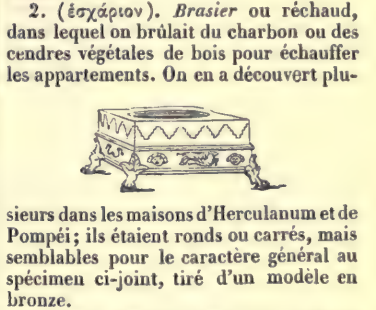 2. (ἐσχάριον). Brasier ou réchaud,
dans lequel on brûlait du charbon ou des
cendres végétales de bois pour échauffer
les appartements. On en a découvert plu-
sieurs dans les maisons d'Herculanum et de
Pompéi; ils étaient ronds ou carrés, mais
semblables pour le caractère général au
spécimen ci-joint, tiré d'un modèle en
bronze.